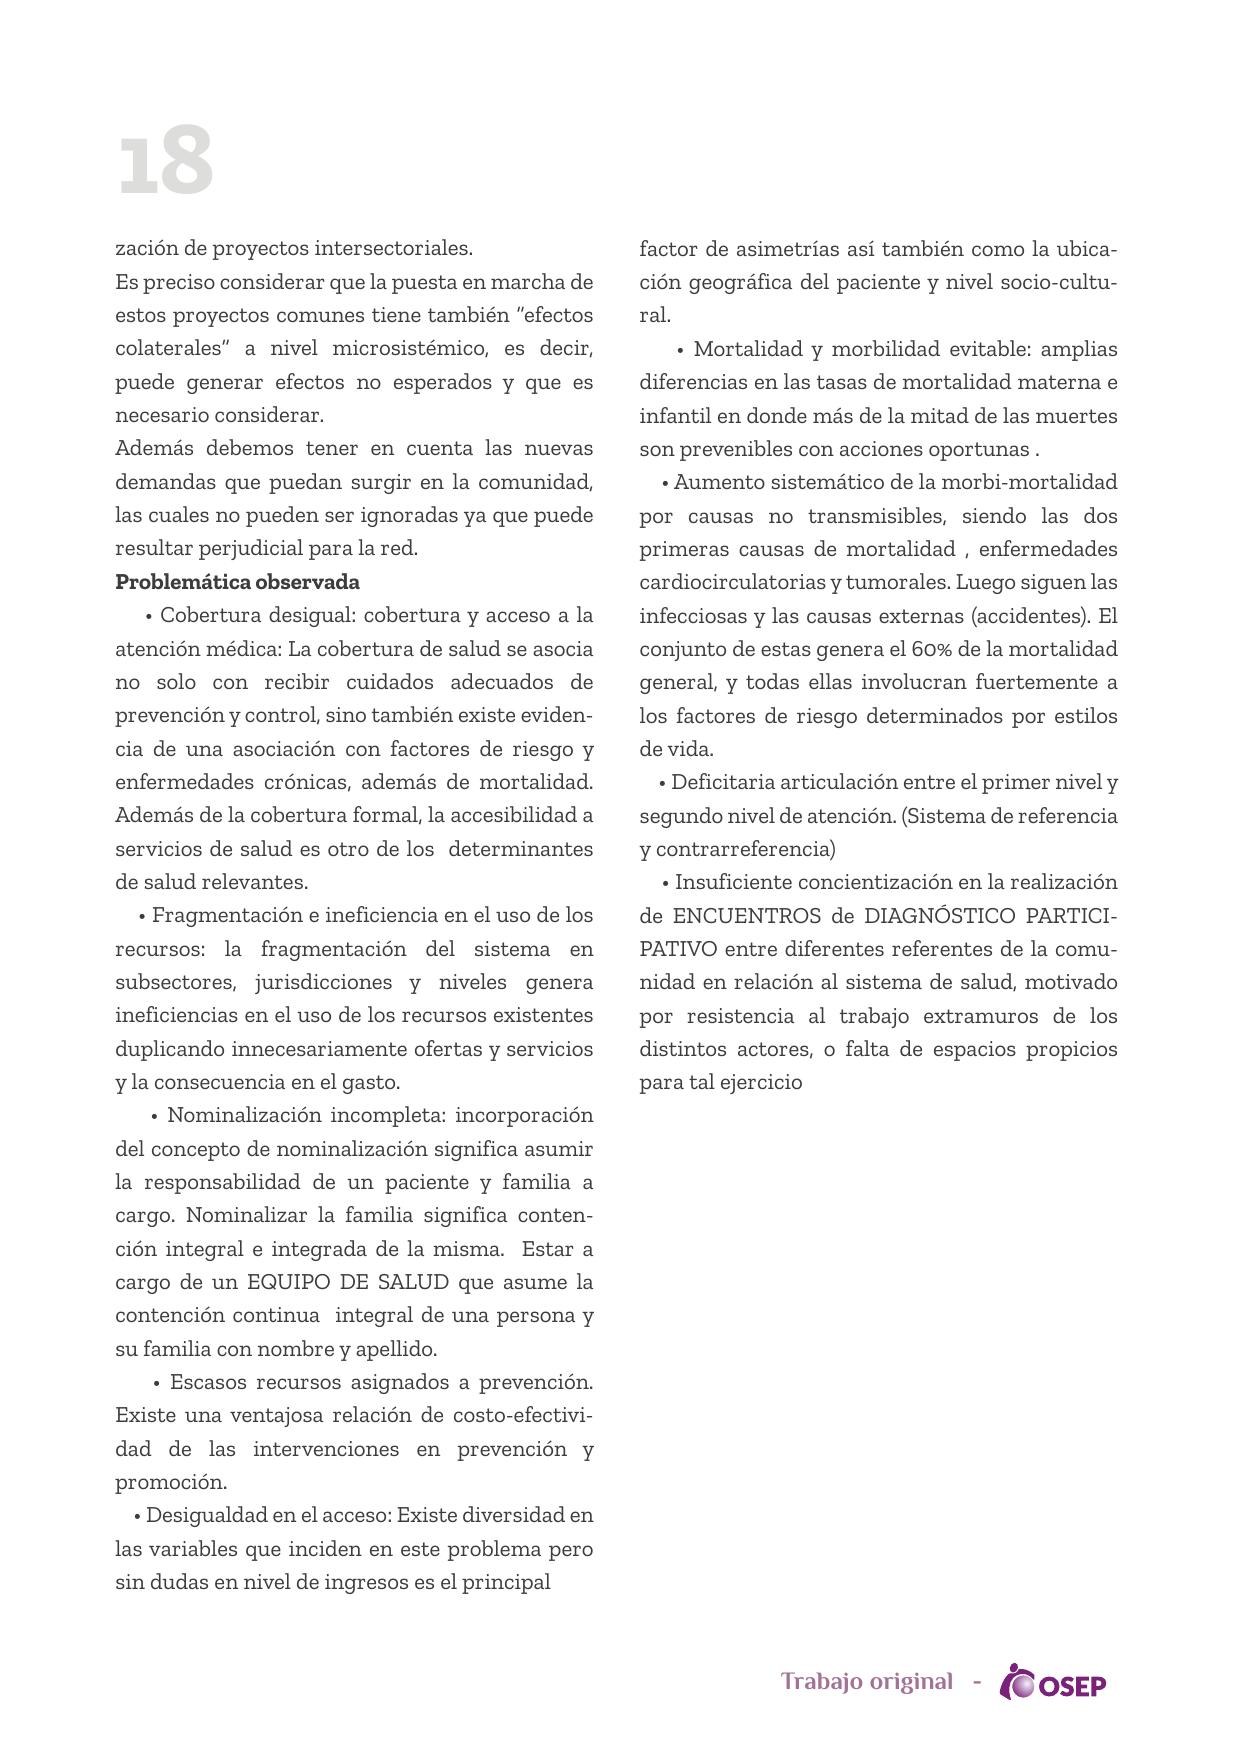 18
zación de proyectos intersectoriales.
Es preciso considerar que la puesta en marcha de
estos proyectos comunes tiene también "efectos
colaterales" a nivel microsistémico, es decir,
puede generar efectos no esperados y que es
necesario considerar.
Además debemos tener en cuenta las nuevas
demandas que puedan surgir en la comunidad,
las cuales no pueden ser ignoradas ya que puede
resultar perjudicial para la red.
Problemática observada
• Cobertura desigual: cobertura y acceso a la
atención médica: La cobertura de salud se asocia
no solo con recibir cuidados adecuados de
prevención y control, sino también existe eviden-
cia de una asociación con factores de riesgo y
enfermedades crónicas, además de mortalidad.
Además de la cobertura formal, la accesibilidad a
servicios de salud es otro de los determinantes
de salud relevantes.
• Fragmentación e ineficiencia en el uso de los
recursos: la fragmentación del sistema en
subsectores, jurisdicciones y niveles genera
ineficiencias en el uso de los recursos existentes
duplicando innecesariamente ofertas y servicios
y la consecuencia en el gasto.
• Nominalización incompleta: incorporación
del concepto de nominalización significa asumir
la responsabilidad de un paciente y familia a
cargo. Nominalizar la familia significa conten-
ción integral e integrada de la misma. Estar a
cargo de un EQUIPO DE SALUD que asume la
contención continua integral de una persona y
su familia con nombre y apellido.
• Escasos recursos asignados a prevención.
Existe una ventajosa relación de costo-efectivi-
dad de las intervenciones en prevención y
promoción.
• Desigualdad en el acceso: Existe diversidad en
las variables que inciden en este problema pero
sin dudas en nivel de ingresos es el principal
factor de asimetrías así también como la ubica-
ción geográfica del paciente y nivel socio-cultu-
ral.
• Mortalidad y morbilidad evitable: amplias
diferencias en las tasas de mortalidad materna e
infantil en donde más de la mitad de las muertes
son prevenibles con acciones oportunas .
• Aumento sistemático de la morbi-mortalidad
por causas no transmisibles, siendo las dos
primeras causas de mortalidad , enfermedades
cardiocirculatorias y tumorales. Luego siguen las
infecciosas y las causas externas (accidentes). El
conjunto de estas genera el 60% de la mortalidad
general, y todas ellas involucran fuertemente a
los factores de riesgo determinados por estilos
de vida.
• Deficitaria articulación entre el primer nivel y
segundo nivel de atención. (Sistema de referencia
y contrarreferencia)
• Insuficiente concientización en la realización
de ENCUENTROS de DIAGNÓSTICO PARTICI-
PATIVO entre diferentes referentes de la comu-
nidad en relación al sistema de salud, motivado
por resistencia al trabajo extramuros de los
distintos actores, o falta de espacios propicios
para tal ejercicio
Trabajo original - OSEP